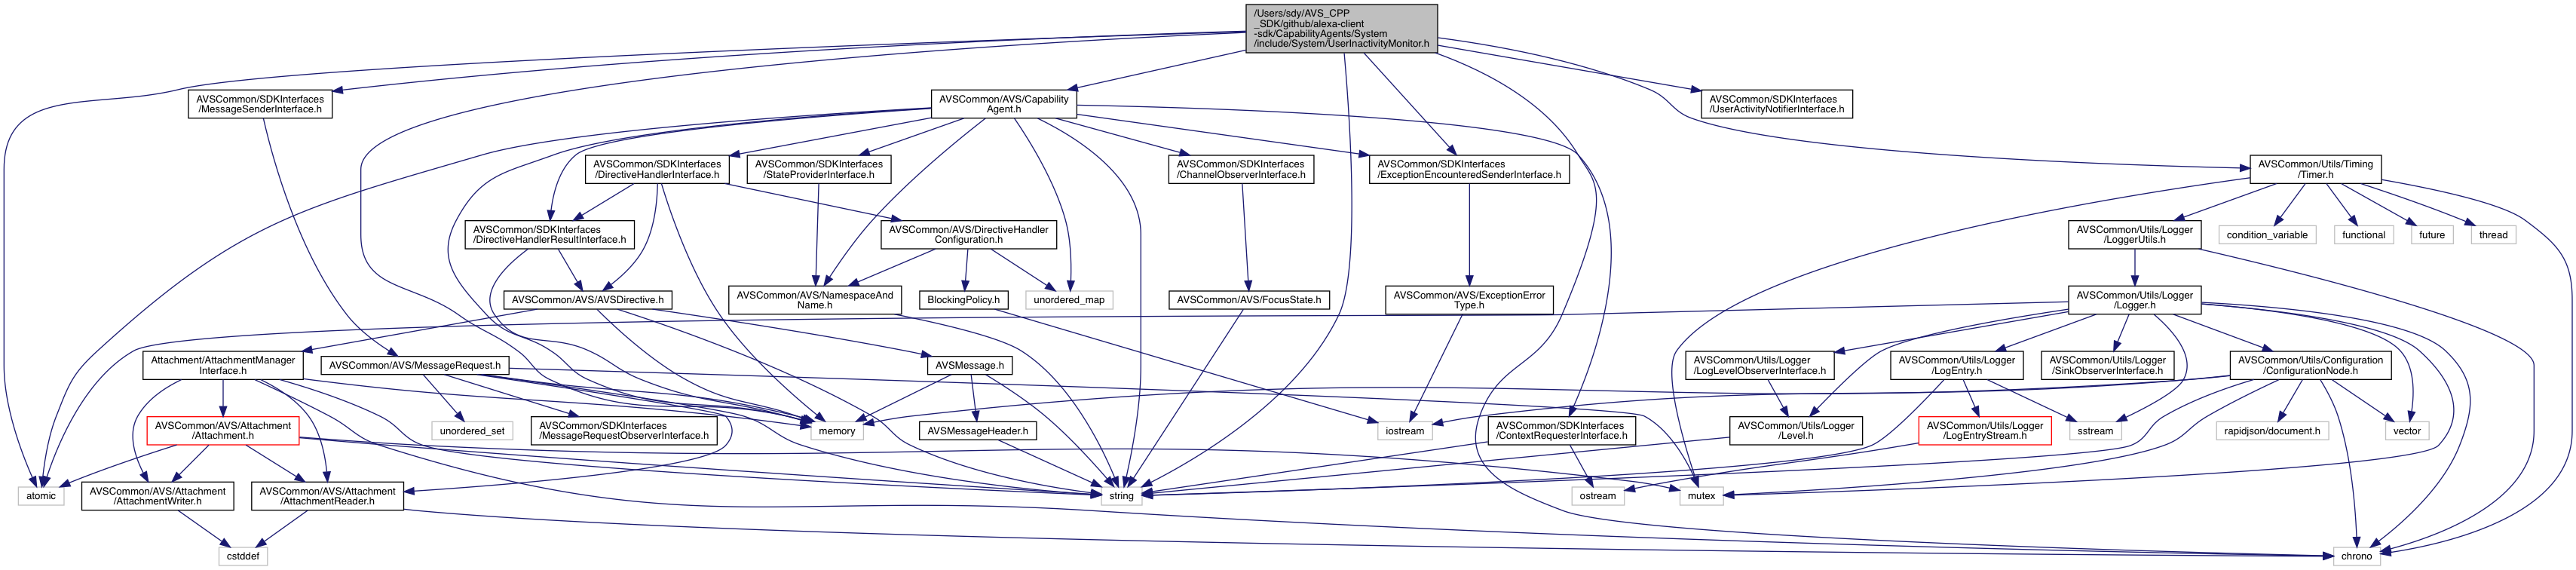 /Users/sdy/AVS_CPP
_SDK/github/alexa-client
-sdk/CapabilityAgents/System
/include/System/UserInactivityMonitor.h
AVSCommon/SDKInterfaces
/MessageSenderInterface.h
AVSCommon/AVS/Capability
Agent.h
AVSCommon/SDKInterfaces
/UserActivityNotifierInterface.h
AVSCommon/SDKInterfaces
/DirectiveHandlerInterface.h
AVSCommon/SDKInterfaces
/StateProviderInterface.h
AVSCommon/SDKInterfaces
/ChannelObserverInterface.h
AVSCommon/SDKInterfaces
/ExceptionEncounteredSenderInterface.h
AVSCommon/Utils/Timing
/Timer.h
AVSCommon/SDKInterfaces
/DirectiveHandlerResultInterface.h
AVSCommon/AVS/DirectiveHandler
Configuration.h
AVSCommon/Utils/Logger
/LoggerUtils.h
condition_variable
functional
future
thread
AVSCommon/AVS/AVSDirective.h
AVSCommon/AVS/NamespaceAnd
Name.h
BlockingPolicy.h
unordered_map
AVSCommon/AVS/FocusState.h
AVSCommon/AVS/ExceptionError
Type.h
AVSCommon/Utils/Logger
/Logger.h
Attachment/AttachmentManager
Interface.h
AVSCommon/AVS/MessageRequest.h
AVSMessage.h
AVSCommon/Utils/Logger
/LogLevelObserverInterface.h
AVSCommon/Utils/Logger
/LogEntry.h
AVSCommon/Utils/Logger
/SinkObserverInterface.h
AVSCommon/Utils/Configuration
/ConfigurationNode.h
AVSCommon/AVS/Attachment
/Attachment.h
unordered_set
AVSCommon/SDKInterfaces
/MessageRequestObserverInterface.h
memory
AVSMessageHeader.h
iostream
AVSCommon/SDKInterfaces
/ContextRequesterInterface.h
AVSCommon/Utils/Logger
/Level.h
AVSCommon/Utils/Logger
/LogEntryStream.h
sstream
rapidjson/document.h
vector
atomic
AVSCommon/AVS/Attachment
/AttachmentWriter.h
AVSCommon/AVS/Attachment
/AttachmentReader.h
string
ostream
mutex
cstddef
chrono